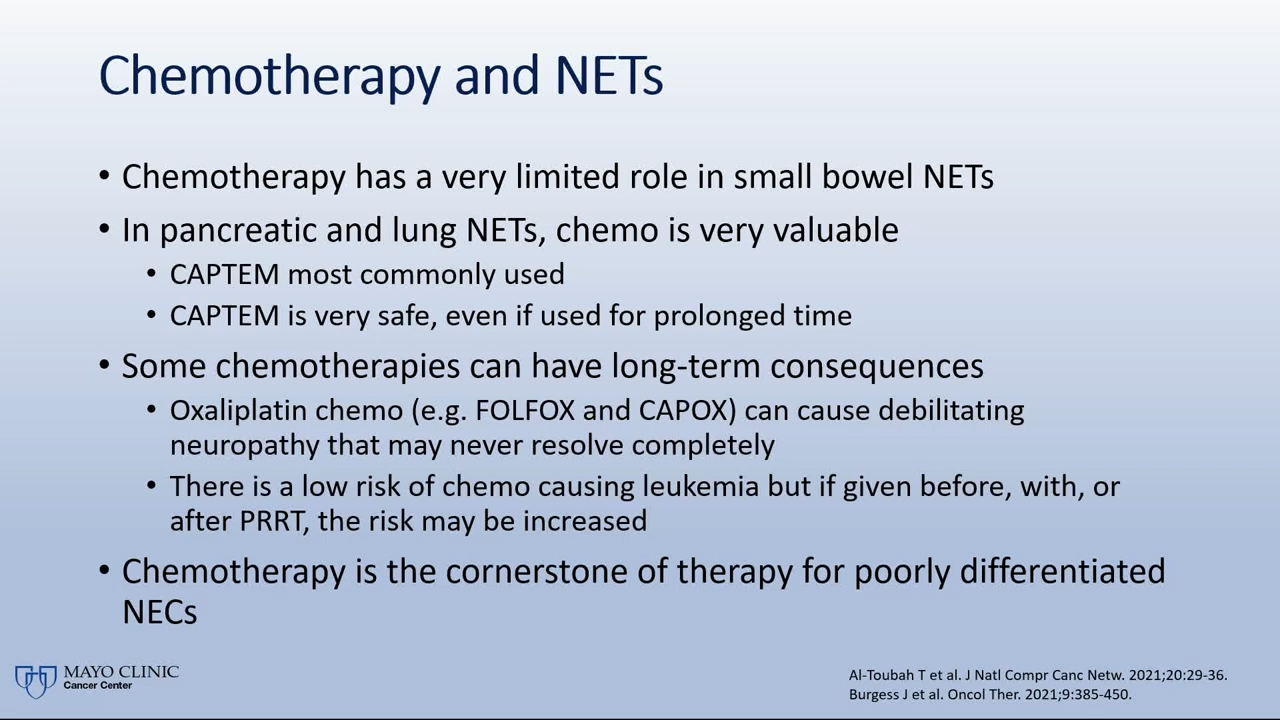 Chemotherapy and NETs
• Chemotherapy has a very limited role in small bowel NETs
• In pancreatic and lung NETs, chemo is very valuable
• CAPTEM most commonly used
• CAPTEM is very safe, even if used for prolonged time
• Some chemotherapies can have long-term consequences
• Oxaliplatin chemo (e.g. FOLFOX and CAPOX) can cause debilitating
neuropathy that may never resolve completely
• There is a low risk of chemo causing leukemia but if given before, with, or
after PRRT, the risk may be increased
• Chemotherapy is the cornerstone of therapy for poorly differentiated
NECs
MAYO CLINIC
Cancer Center
Al-Toubah T et al. J Natl Compr Canc Netw. 2021;20:29-36.
Burgess J et al. Oncol Ther. 2021;9:385-450.